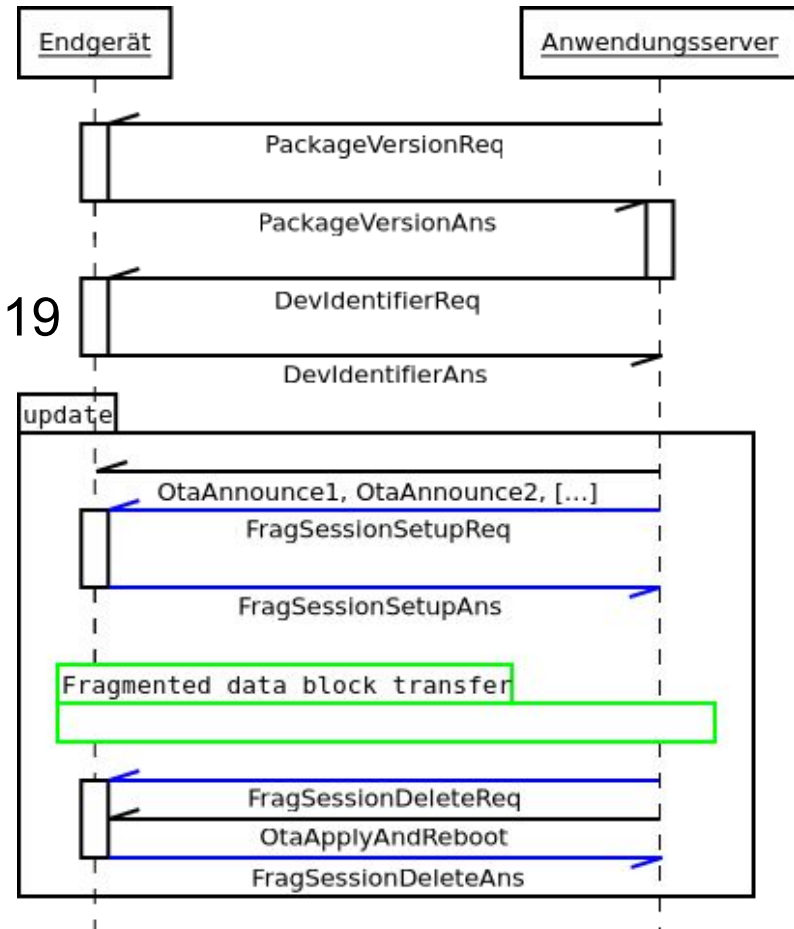 Endgerät
Anwendungsserver
PackageVersionReq
PackageVersionAns
DevIdentifierReq
19
DevIdentifierAns
update
OtaAnnounce1, OtaAnnounce2, [...]
FragSessionSetupReq
FragSessionSetupAns
Fragmented data block transfer
FragSessionDeleteReq
OtaApplyAndReboot
FragSessionDeleteAns